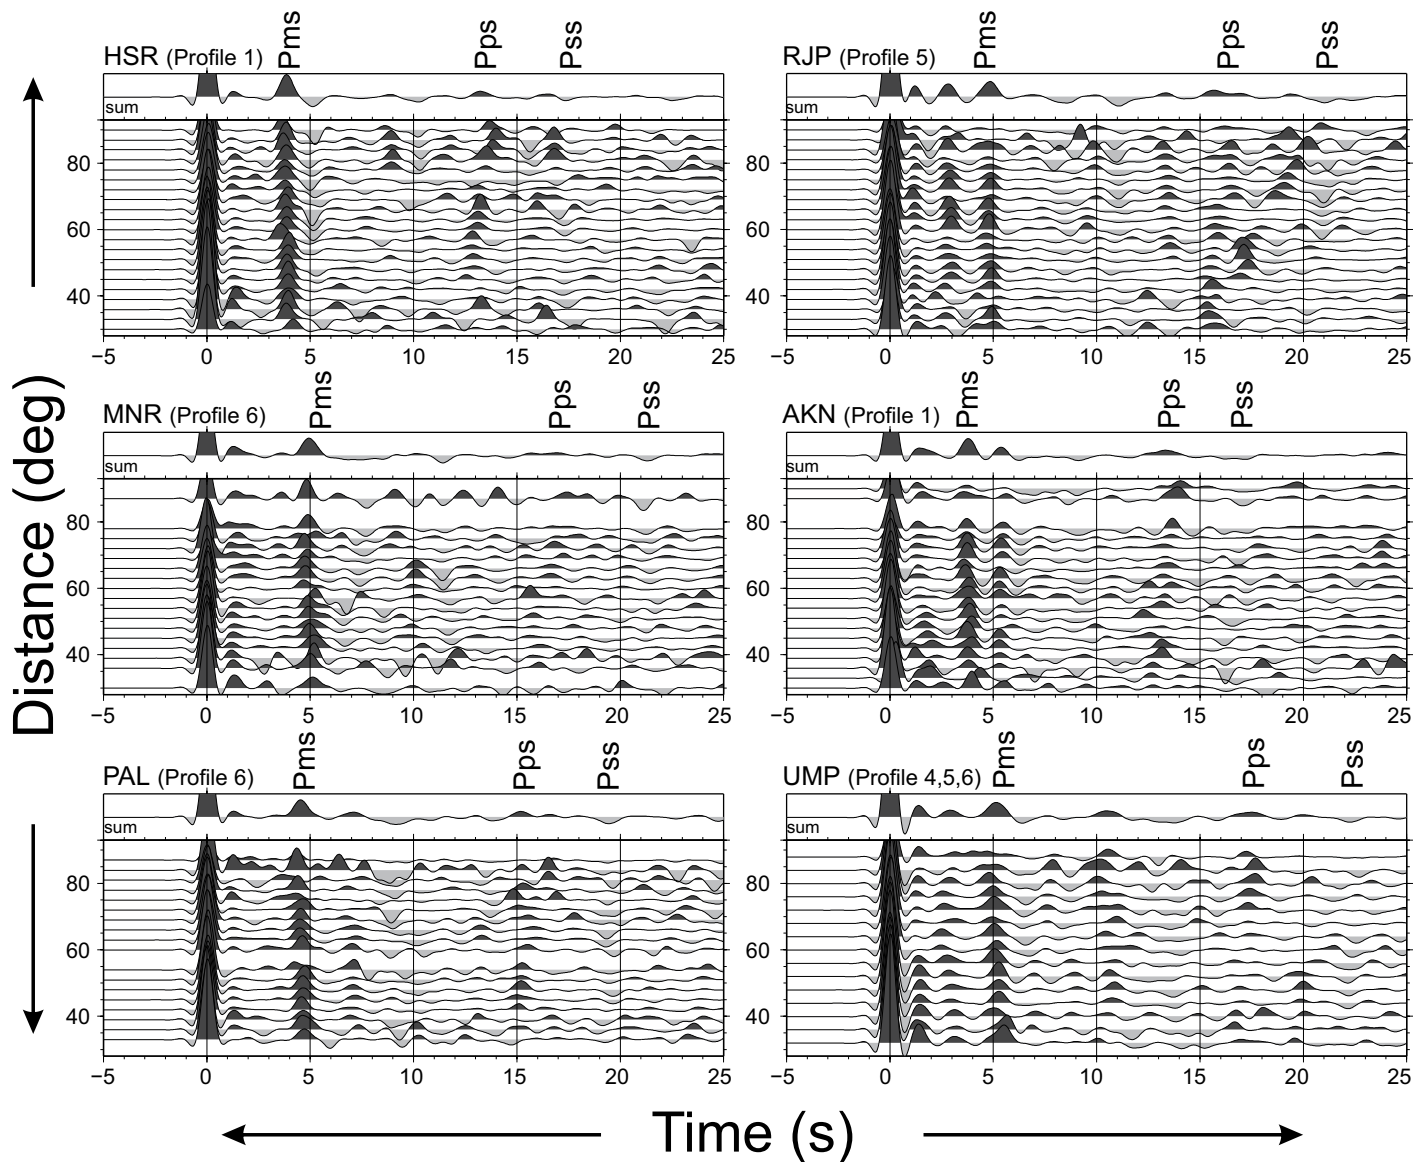 Pms Pps Pss Pms Pps Pss
HSR (Profile 1) RJP (Profile 5)
sum sum
80 80
60 60
40 40
−5 0 5 10 15 20 25 −5 0 5 10 15 20 25
Pms Pps Pss Pms Pps Pss
MNR (Profile 6) AKN (Profile 1)
sum sum
80 80
60 60
40 40
−5 0 5 10 15 20 25 −5 0 5 10 15 20 25
Pms Pps Pss Pms Pps Pss
PAL (Profile 6) UMP (Profile 4,5,6)
sum sum
80 80
60 60
40 40
−5 0 5 10 15 20 25 −5 0 5 10 15 20 25
Distance (deg)
Time (s)